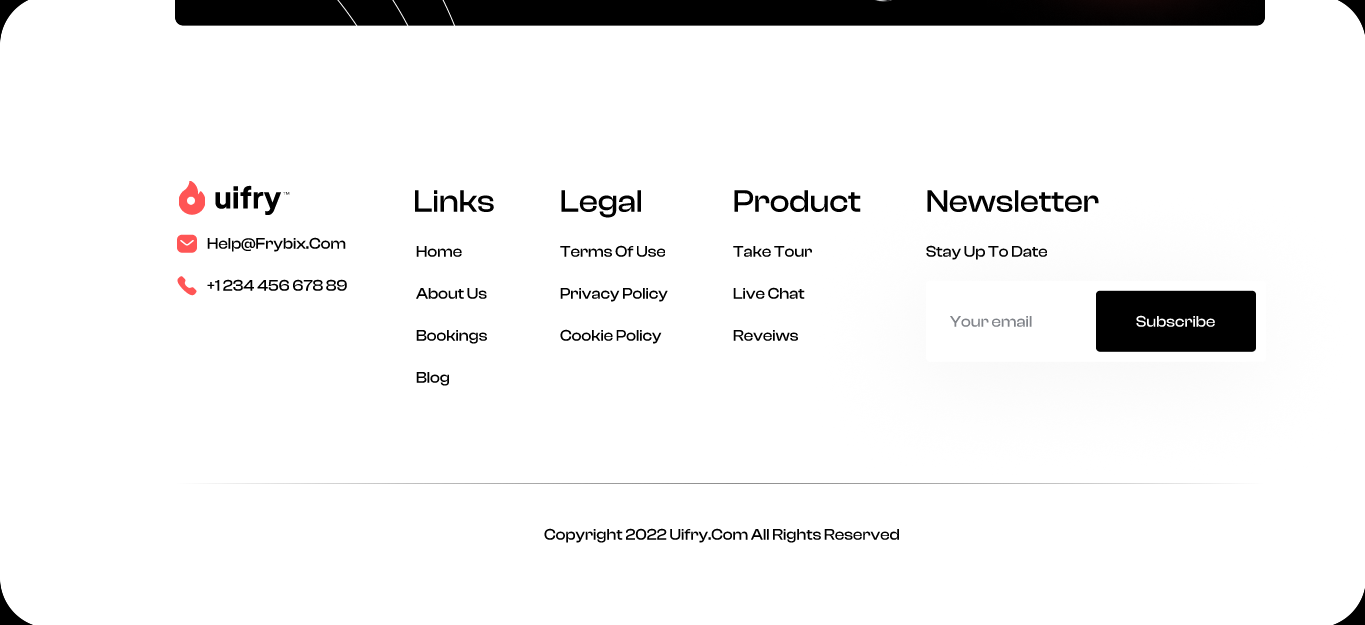 uifry™
Help@Frybix.Com
+1 234 456 678 89
Links
Home
About Us
Bookings
Blog
Legal
Terms Of Use
Privacy Policy
Cookie Policy
Product
Take Tour
Live Chat
Reveiws
Newsletter
Stay Up To Date
Your email
Subscribe
Copyright 2022 Uifry.Com All Rights Reserved